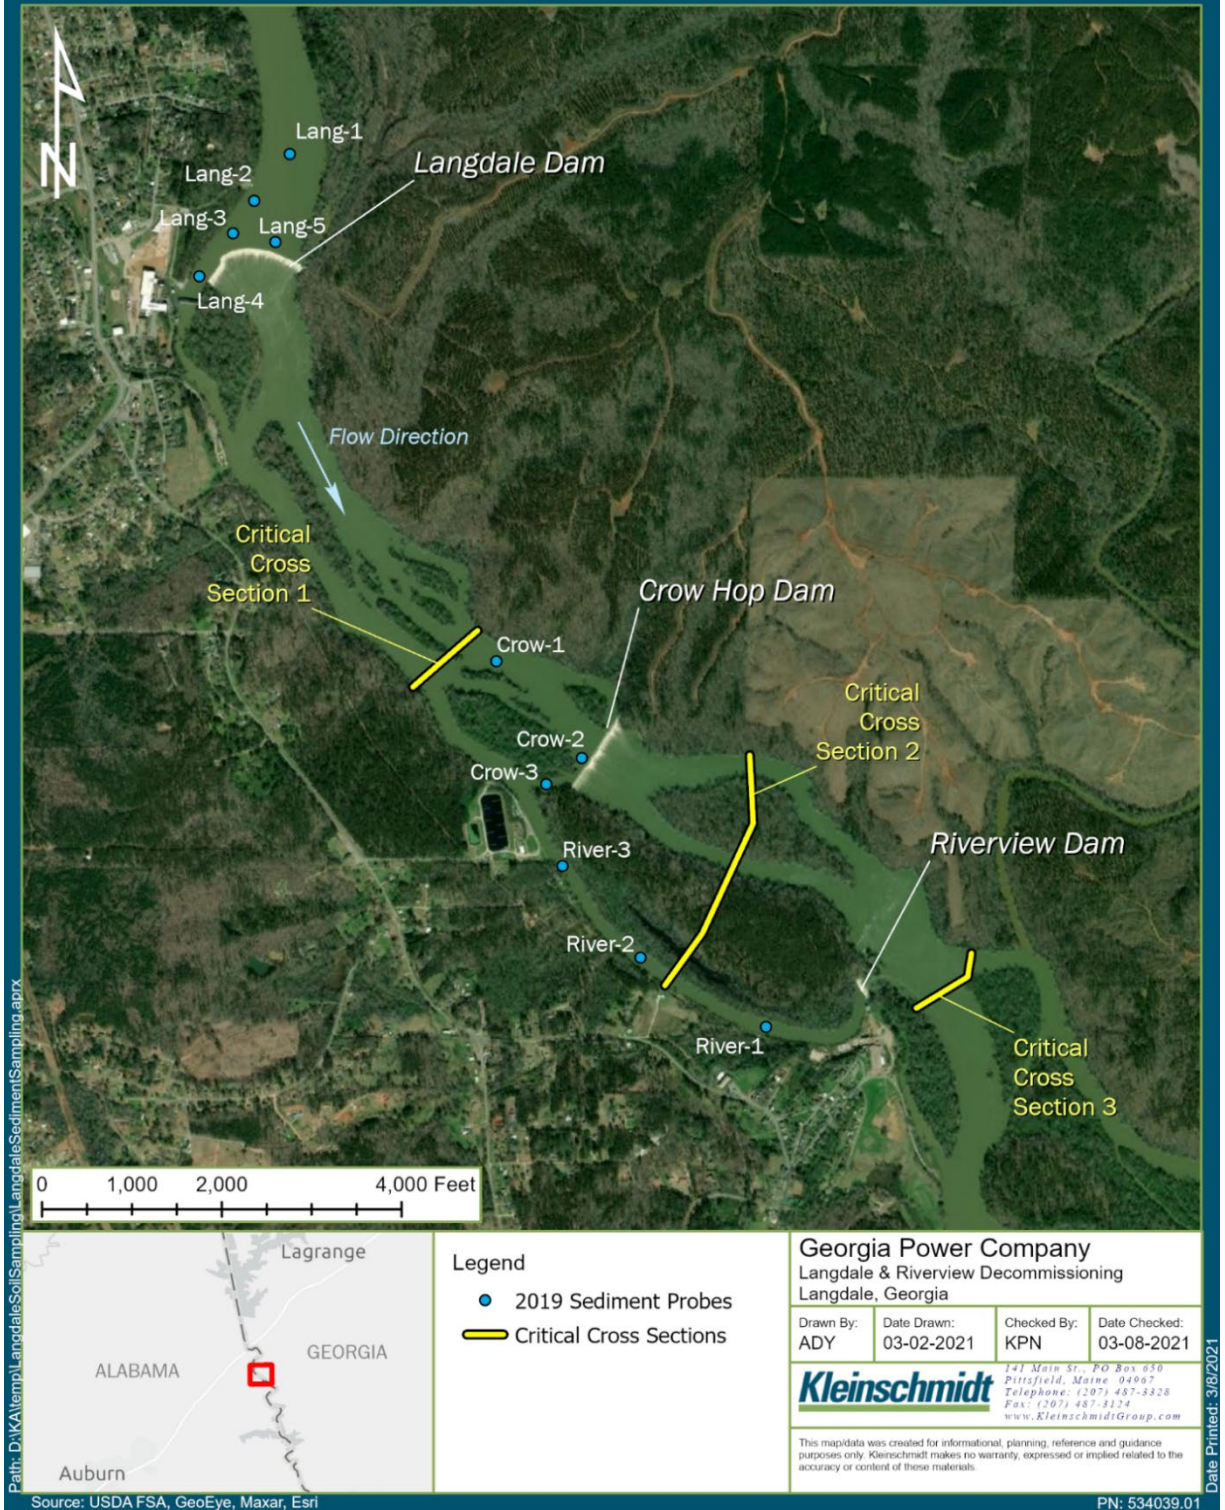 N
Lang-1
Langdale Dam
Lang-2
Lang-3
Lang-5
Lang-4
Flow Direction
Critical
Cross
Section 1
Crow Hop Dam
Crow-1
Critical
Cross
Section 2
Crow-2
Crow-3
Riverview Dam
River-3
River-2
River-1
Critical
Cross
Section 3
0 1,000 2,000 4,000 Feet
Lagrange
ALABAMA
GEORGIA
Auburn
Legend
2019 Sediment Probes
Critical Cross Sections
Georgia Power Company
Langdale & Riverview Decommissioning
Langdale, Georgia
Drawn By:
ADY
Date Drawn:
03-02-2021
Checked By:
KPN
Date Checked:
03-08-2021
Kleinschmidt
141 Main St., PO Box 650
Pittsfield, Maine 04967
Telephone: (207) 487-3328
Fax: (207) 487-3124
www.KleinschmidtGroup.com
This map/data was created for informational, planning, reference and guidance
purposes only. Kleinschmidt makes no warranty, expressed or implied related to the
accuracy or content of these materials.
Path: D:\KA\temp\LangdaleSoilSampling\LangdaleSedimentSampling.aprx
Date Printed: 3/8/2021
Source: USDA FSA, GeoEye, Maxar, Esri
PN: 534039.01